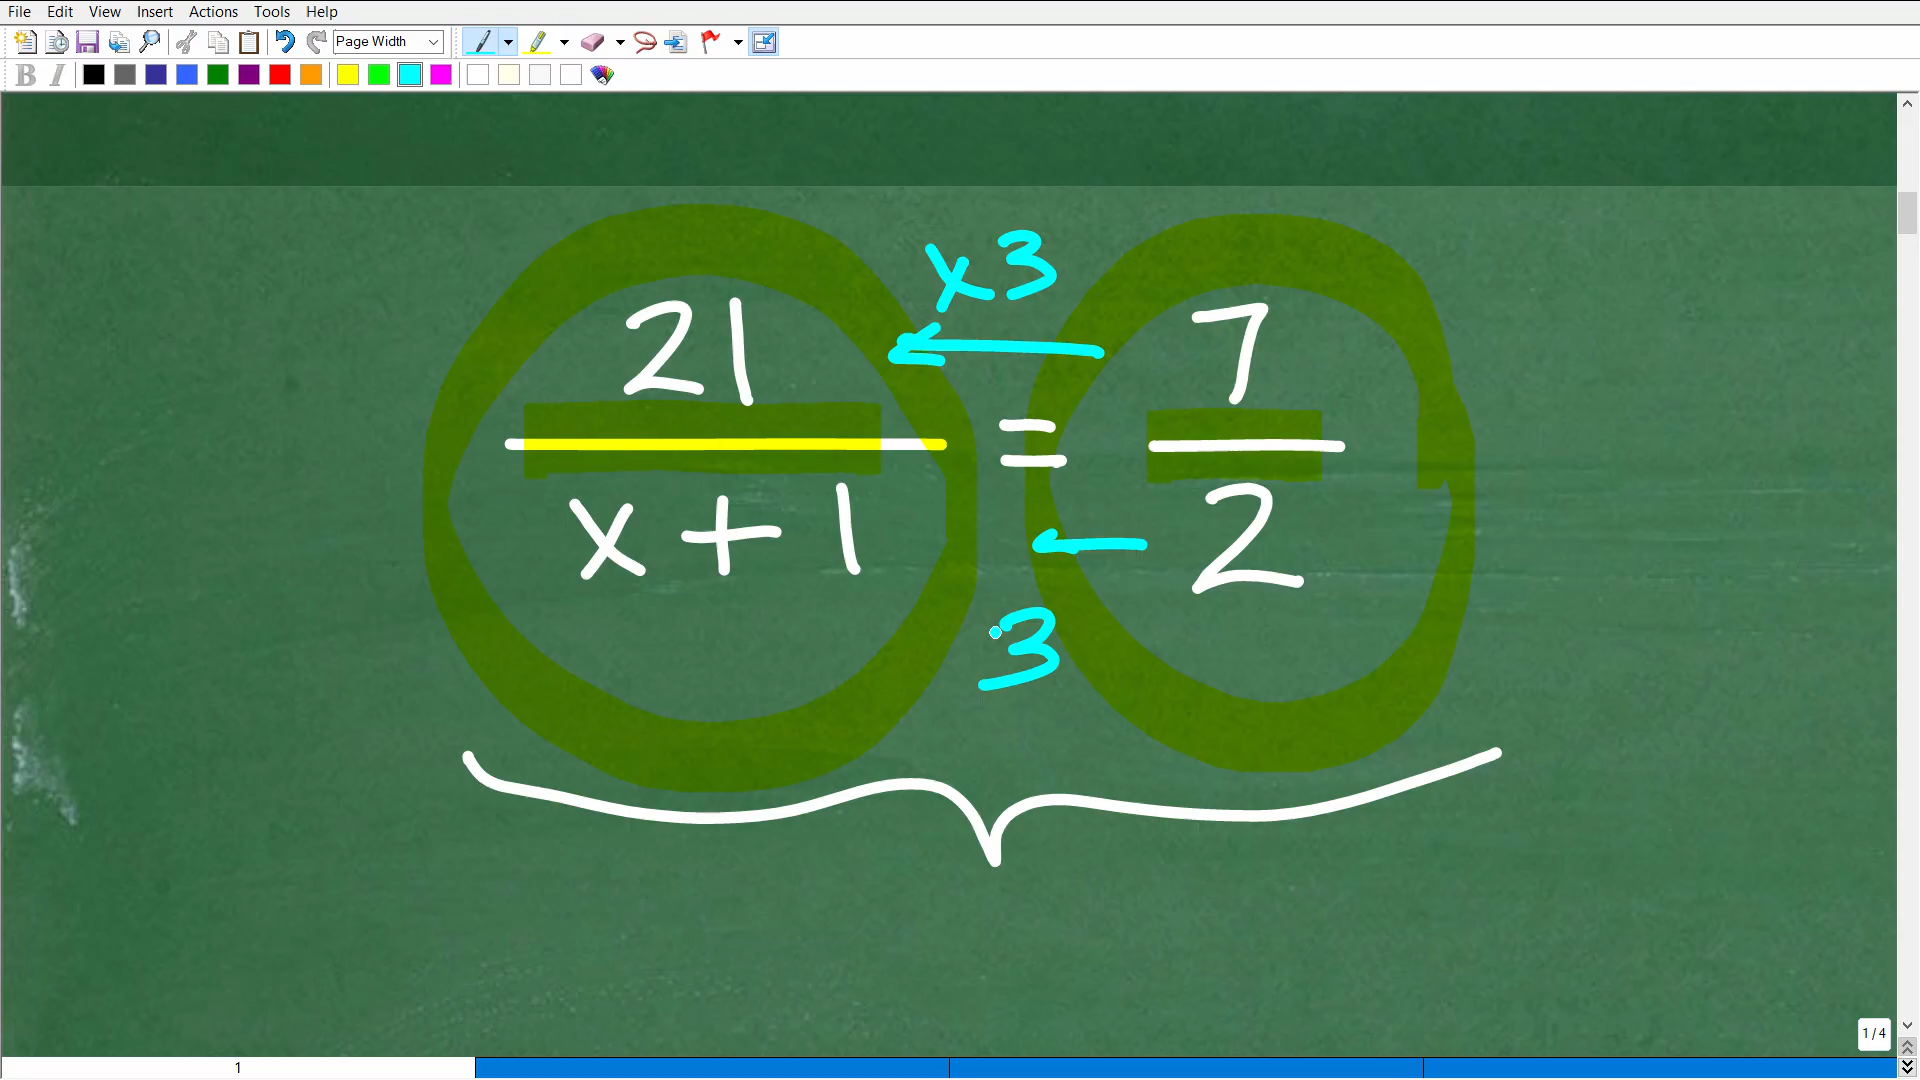 File Edit View Insert Actions Tools Help
Page Width
B I
x3
21 = 7
x + 1 2
3
1 / 4
1